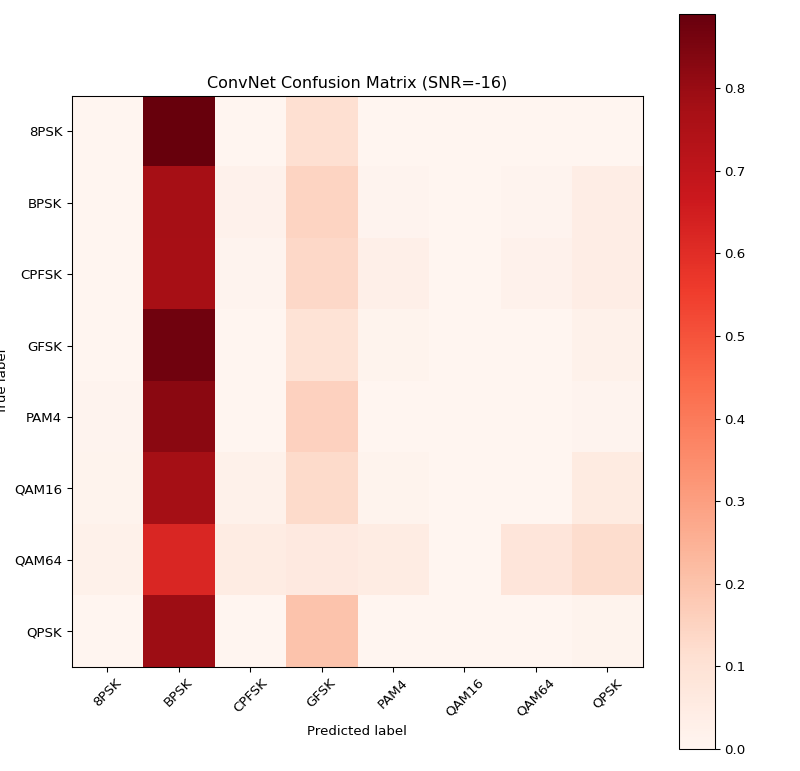 ConvNet Confusion Matrix (SNR=-16)
8PSK
BPSK
CPFSK
GFSK
PAM4
QAM16
QAM64
QPSK
8PSK BPSK CPFSK GFSK PAM4 QAM16 QAM64 QPSK
Predicted label
0.8
0.7
0.6
0.5
0.4
0.3
0.2
0.1
0.0